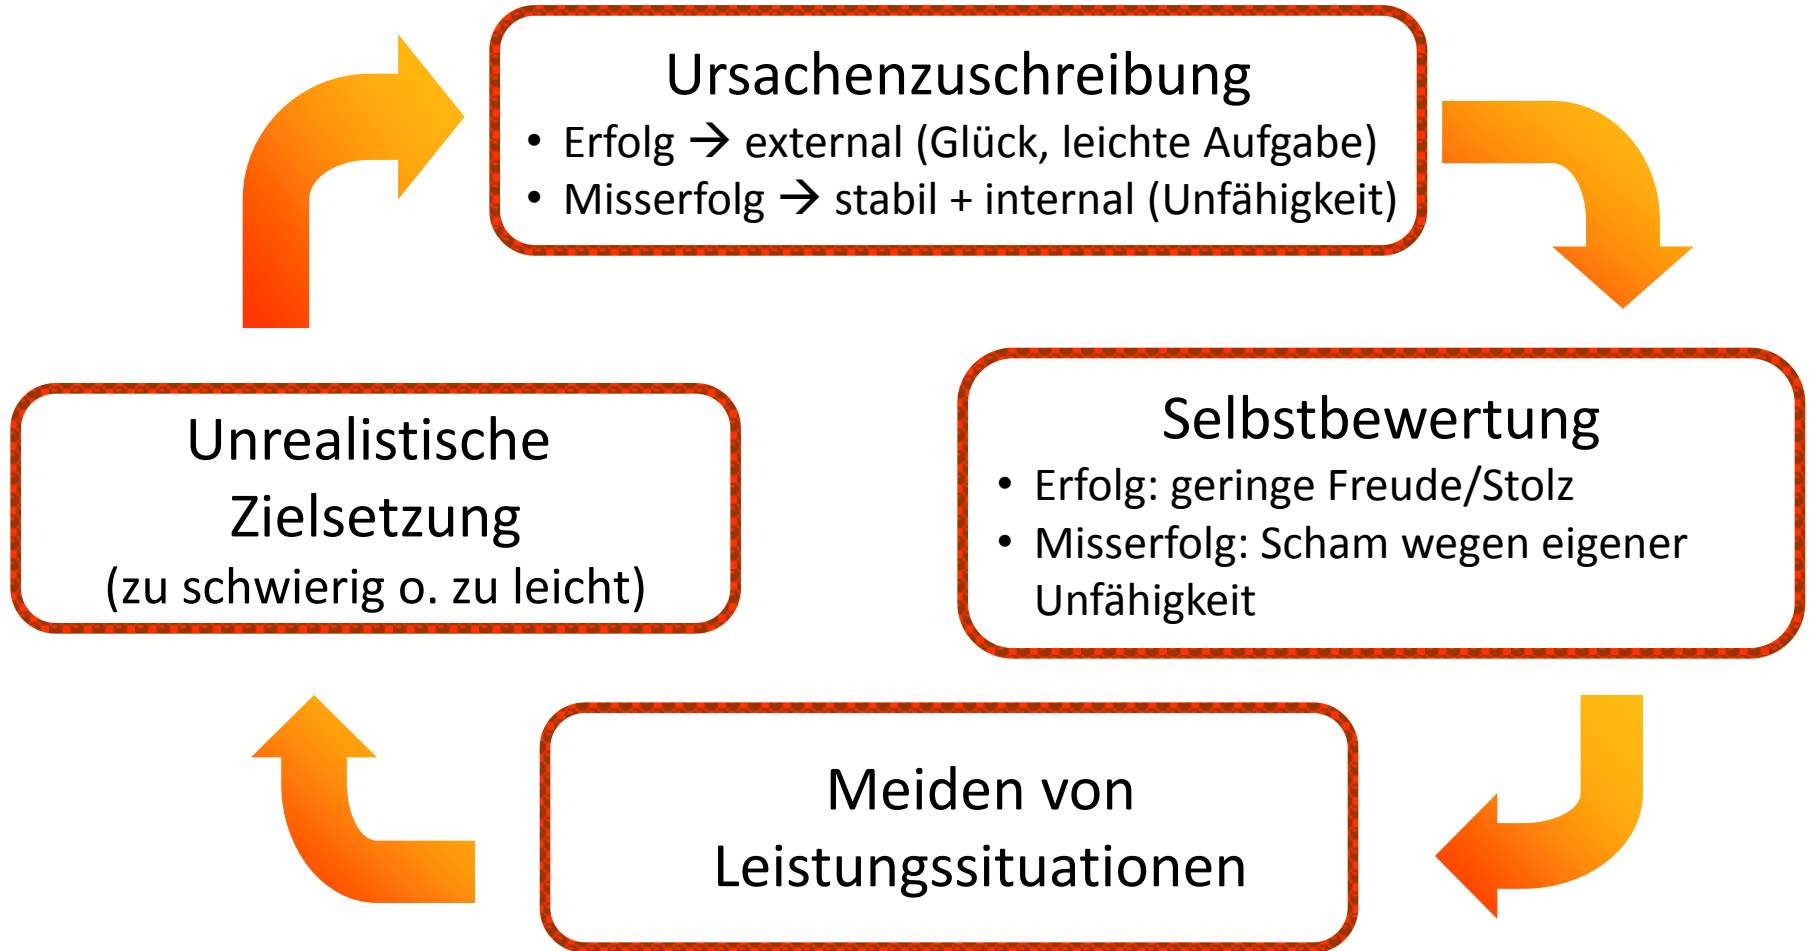 Ursachenzuschreibung
• Erfolg → external (Glück, leichte Aufgabe)
• Misserfolg → stabil + internal (Unfähigkeit)
Selbstbewertung
• Erfolg: geringe Freude/Stolz
• Misserfolg: Scham wegen eigener
Unfähigkeit
Meiden von
Leistungssituationen
Unrealistische
Zielsetzung
(zu schwierig o. zu leicht)